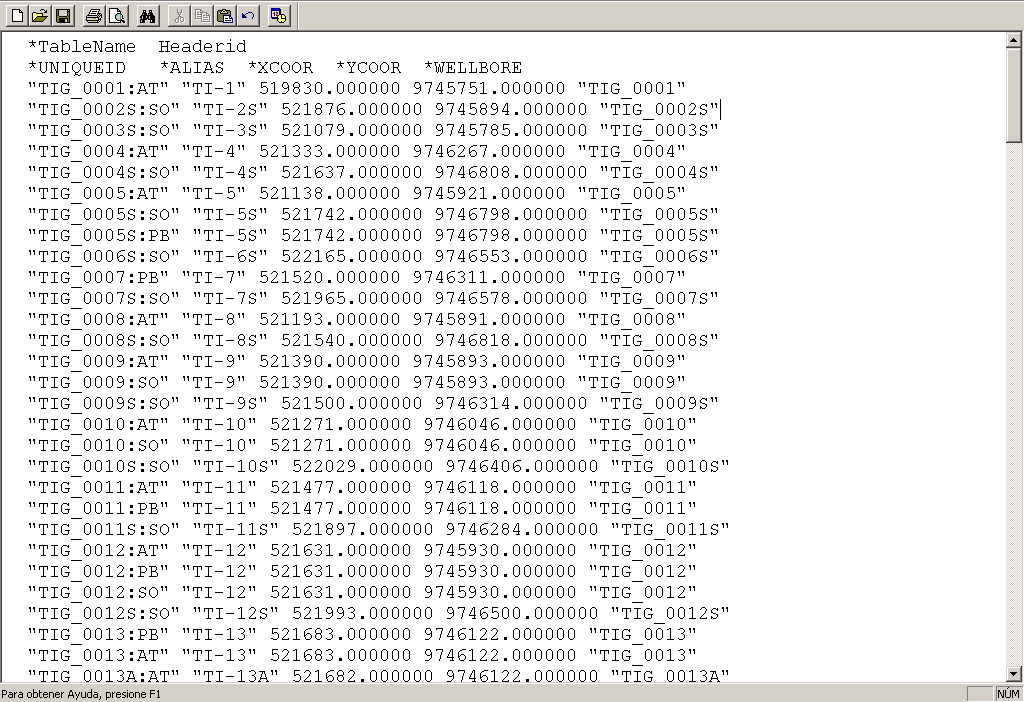 *TableName  Headerid
*UNIQUEID   *ALIAS  *XCOOR  *YCOOR  *WELLBORE
"TIG_0001:AT" "TI-1" 519830.000000 9745751.000000 "TIG_0001"
"TIG_0002S:SO" "TI-2S" 521876.000000 9745894.000000 "TIG_0002S"
"TIG_0003S:SO" "TI-3S" 521079.000000 9745785.000000 "TIG_0003S"
"TIG_0004:AT" "TI-4" 521333.000000 9746267.000000 "TIG_0004"
"TIG_0004S:SO" "TI-4S" 521637.000000 9746808.000000 "TIG_0004S"
"TIG_0005:AT" "TI-5" 521138.000000 9745921.000000 "TIG_0005"
"TIG_0005S:SO" "TI-5S" 521742.000000 9746798.000000 "TIG_0005S"
"TIG_0005S:PB" "TI-5S" 521742.000000 9746798.000000 "TIG_0005S"
"TIG_0006S:SO" "TI-6S" 522165.000000 9746553.000000 "TIG_0006S"
"TIG_0007:PB" "TI-7" 521520.000000 9746311.000000 "TIG_0007"
"TIG_0007S:SO" "TI-7S" 521965.000000 9746578.000000 "TIG_0007S"
"TIG_0008:AT" "TI-8" 521193.000000 9745891.000000 "TIG_0008"
"TIG_0008S:SO" "TI-8S" 521540.000000 9746818.000000 "TIG_0008S"
"TIG_0009:AT" "TI-9" 521390.000000 9745893.000000 "TIG_0009"
"TIG_0009:SO" "TI-9" 521390.000000 9745893.000000 "TIG_0009"
"TIG_0009S:SO" "TI-9S" 521500.000000 9746314.000000 "TIG_0009S"
"TIG_0010:AT" "TI-10" 521271.000000 9746046.000000 "TIG_0010"
"TIG_0010:SO" "TI-10" 521271.000000 9746046.000000 "TIG_0010"
"TIG_0010S:SO" "TI-10S" 522029.000000 9746406.000000 "TIG_0010S"
"TIG_0011:AT" "TI-11" 521477.000000 9746118.000000 "TIG_0011"
"TIG_0011:PB" "TI-11" 521477.000000 9746118.000000 "TIG_0011"
"TIG_0011S:SO" "TI-11S" 521897.000000 9746284.000000 "TIG_0011S"
"TIG_0012:AT" "TI-12" 521631.000000 9745930.000000 "TIG_0012"
"TIG_0012:PB" "TI-12" 521631.000000 9745930.000000 "TIG_0012"
"TIG_0012:SO" "TI-12" 521631.000000 9745930.000000 "TIG_0012"
"TIG_0012S:SO" "TI-12S" 521993.000000 9746500.000000 "TIG_0012S"
"TIG_0013:PB" "TI-13" 521683.000000 9746122.000000 "TIG_0013"
"TIG_0013:AT" "TI-13" 521683.000000 9746122.000000 "TIG_0013"
"TIG_0013A:AT" "TI-13A" 521682.000000 9746122.000000 "TIG_0013A"
Para obtener Ayuda, presione F1
NÚM